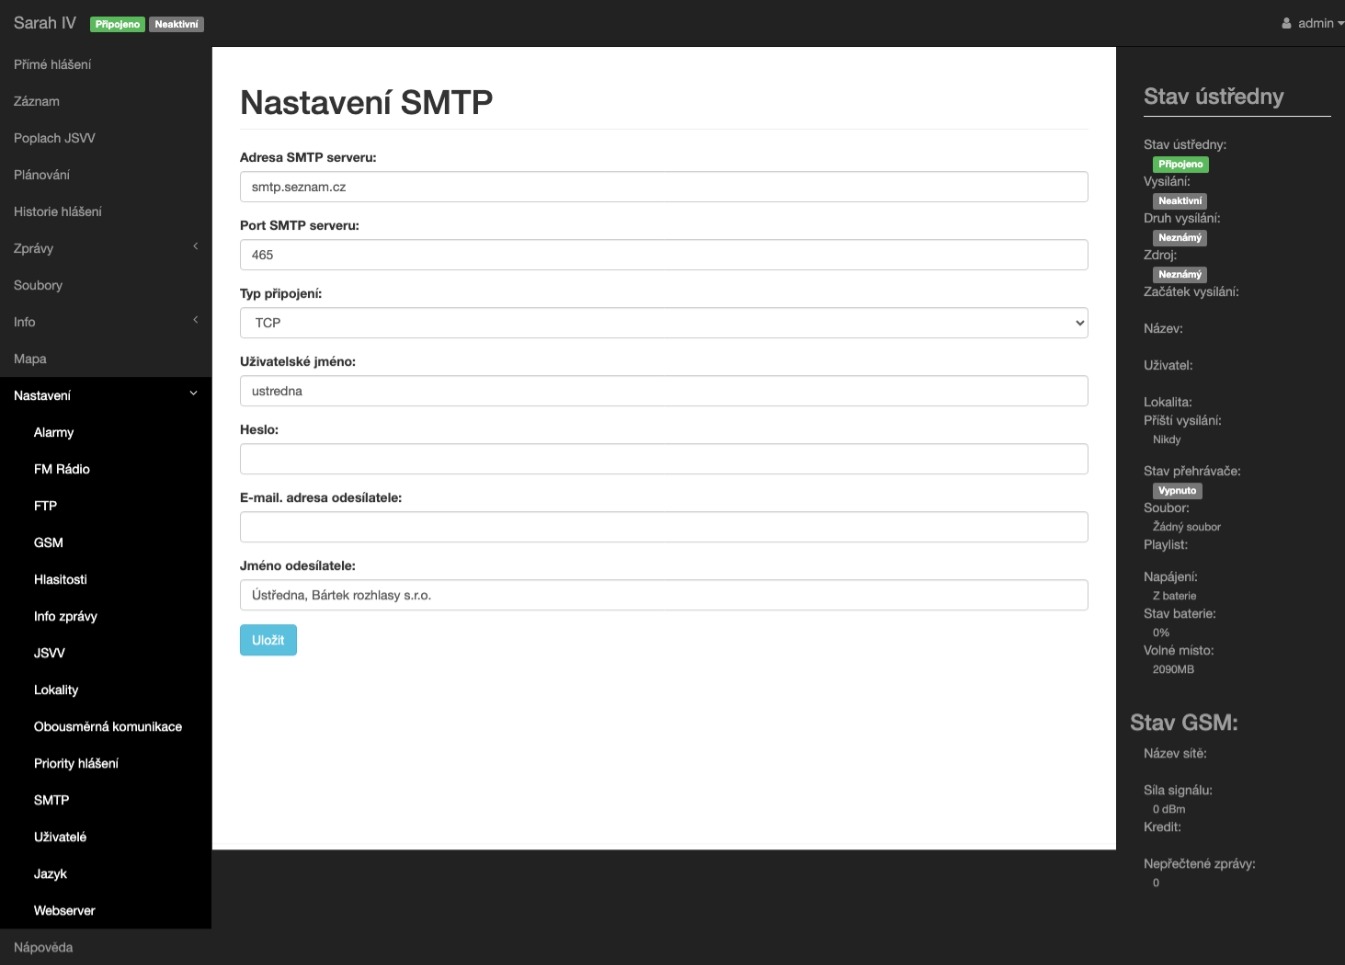 Sarah IV Připojeno Neaktivní
admin
Přímé hlášení
Záznam
Poplach JSVV
Plánování
Historie hlášení
Zprávy
Soubory
Info
Mapa
Nastavení
Alarmy
FM Rádio
FTP
GSM
Hlasitosti
Info zprávy
JSVV
Lokality
Obousměrná komunikace
Priority hlášení
SMTP
Uživatelé
Jazyk
Webserver
Nápověda
Nastavení SMTP
Adresa SMTP serveru:
smtp.seznam.cz
Port SMTP serveru:
465
Typ připojení:
TCP
Uživatelské jméno:
ustredna
Heslo:
E-mail. adresa odesílatele:
Jméno odesílatele:
Ústředna, Bártek rozhlasy s.r.o.
Uložit
Stav ústředny
Stav ústředny:
Připojeno
Vysílání:
Neaktivní
Druh vysílání:
Neznámý
Zdroj:
Neznámý
Začátek vysílání:
Název:
Uživatel:
Lokalita:
Příští vysílání:
Nikdy
Stav přehrávače:
Vypnuto
Soubor:
Žádný soubor
Playlist:
Napájení:
Z baterie
Stav baterie:
0%
Volné místo:
2090MB
Stav GSM:
Název sítě:
Síla signálu:
0 dBm
Kredit:
Nepřečtené zprávy:
0